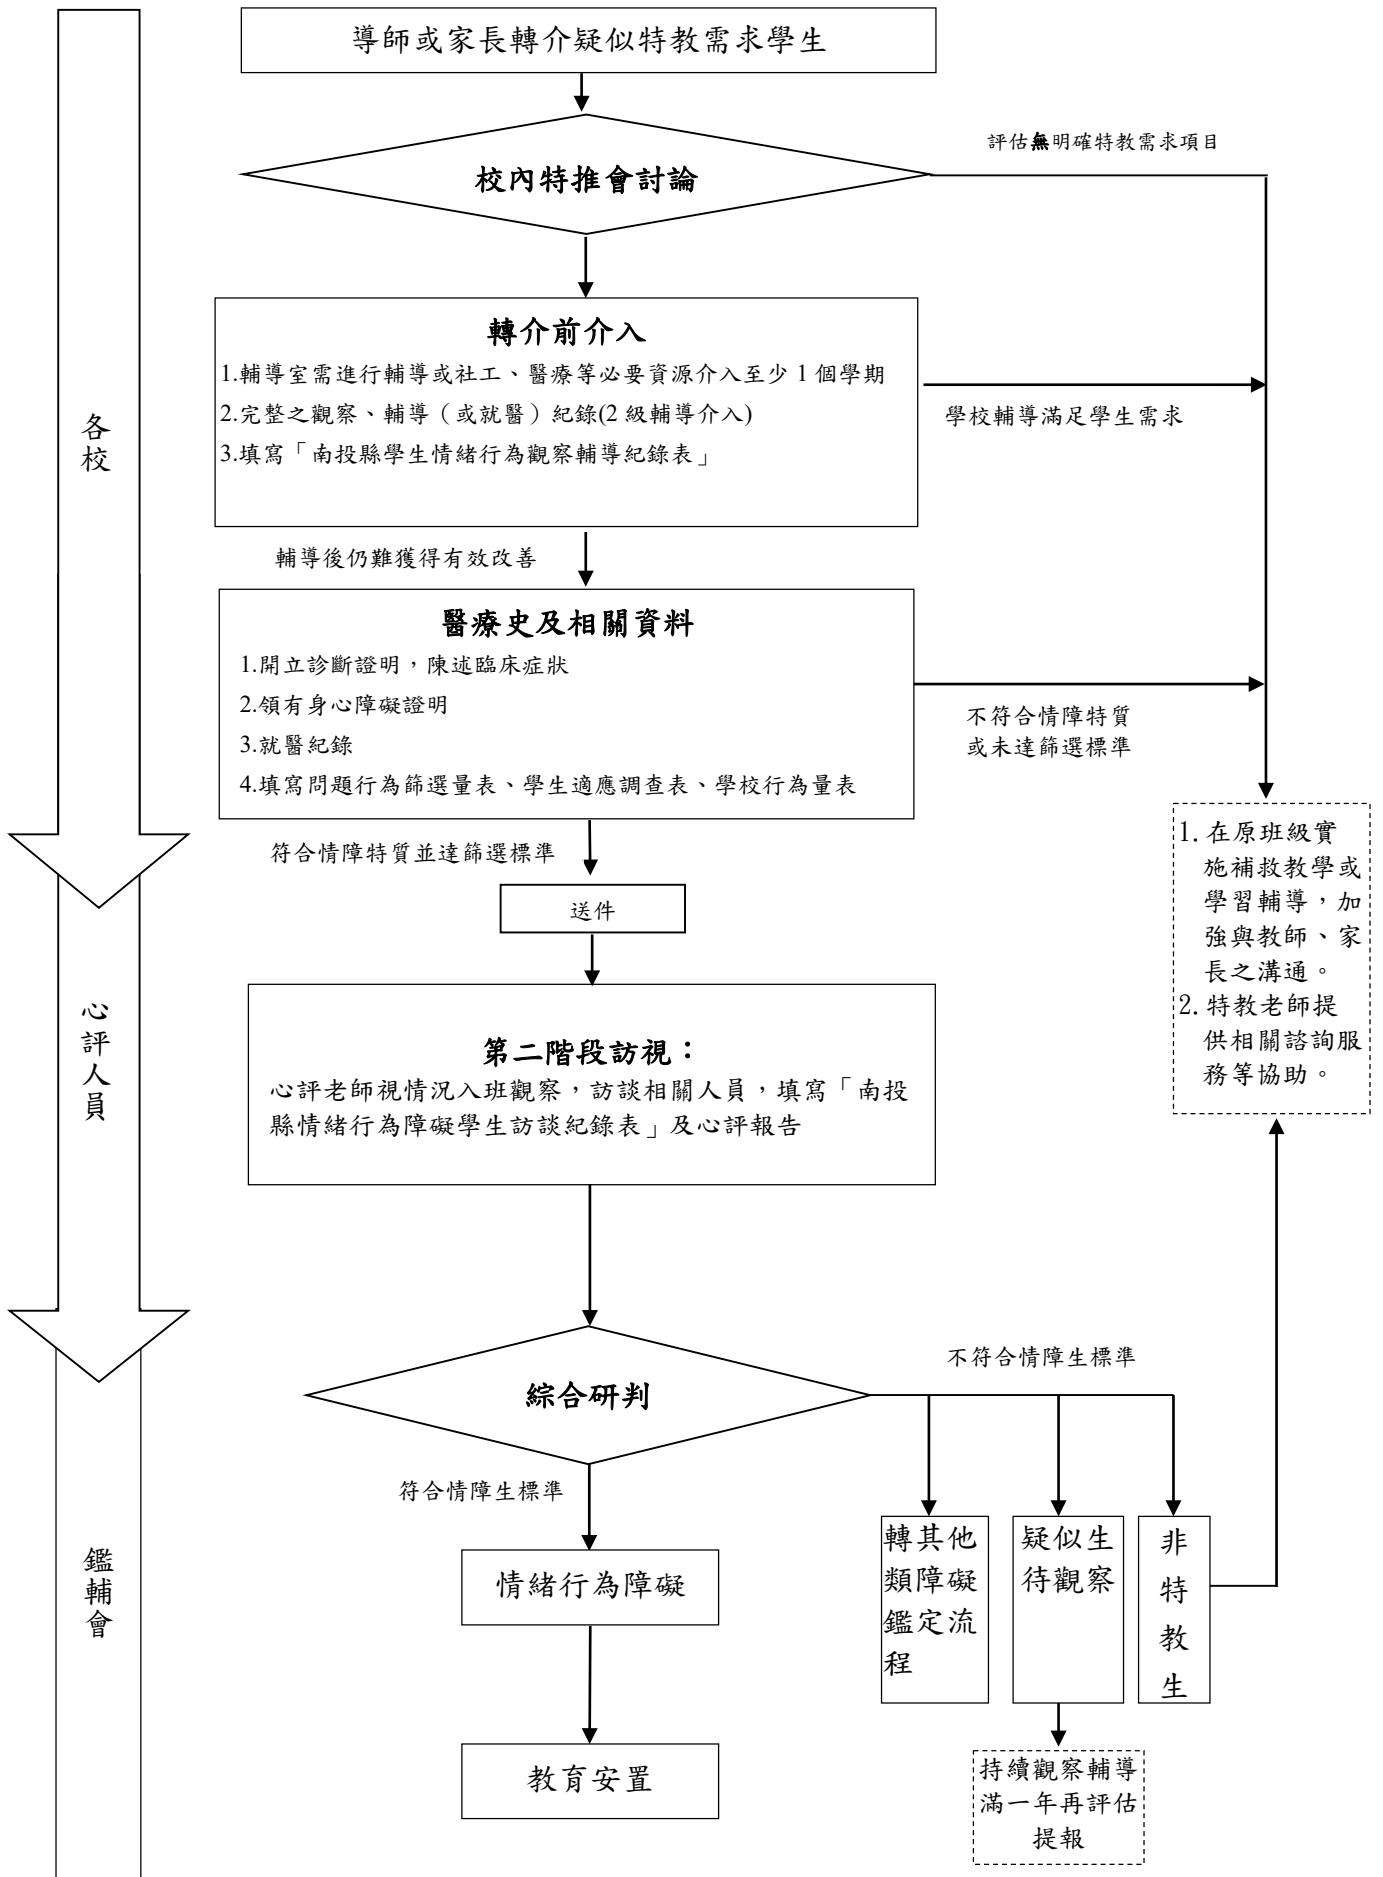 導師或家長轉介疑似特教需求學生
評估無明確特教需求項目
校內特推會討論
轉介前介入
1.輔導室需進行輔導或社工、醫療等必要資源介入至少 1 個學期
2.完整之觀察、輔導（或就醫）紀錄(2 級輔導介入)
3.填寫「南投縣學生情緒行為觀察輔導紀錄表」
學校輔導滿足學生需求
各校
輔導後仍難獲得有效改善
醫療史及相關資料
1.開立診斷證明，陳述臨床症狀
2.領有身心障礙證明
3.就醫紀錄
4.填寫問題行為篩選量表、學生適應調查表、學校行為量表
不符合情障特質
或未達篩選標準
符合情障特質並達篩選標準
送件
1. 在原班級實
施補救教學或
學習輔導，加
強與教師、家
長之溝通。
2. 特教老師提
供相關諮詢服
務等協助。
心評人員
第二階段訪視：
心評老師視情況入班觀察，訪談相關人員，填寫「南投
縣情緒行為障礙學生訪談紀錄表」及心評報告
綜合研判
不符合情障生標準
符合情障生標準
鑑輔會
情緒行為障礙
轉其他
類障礙
鑑定流
程
疑似生
待觀察
非
特
教
生
教育安置
持續觀察輔導
滿一年再評估
提報